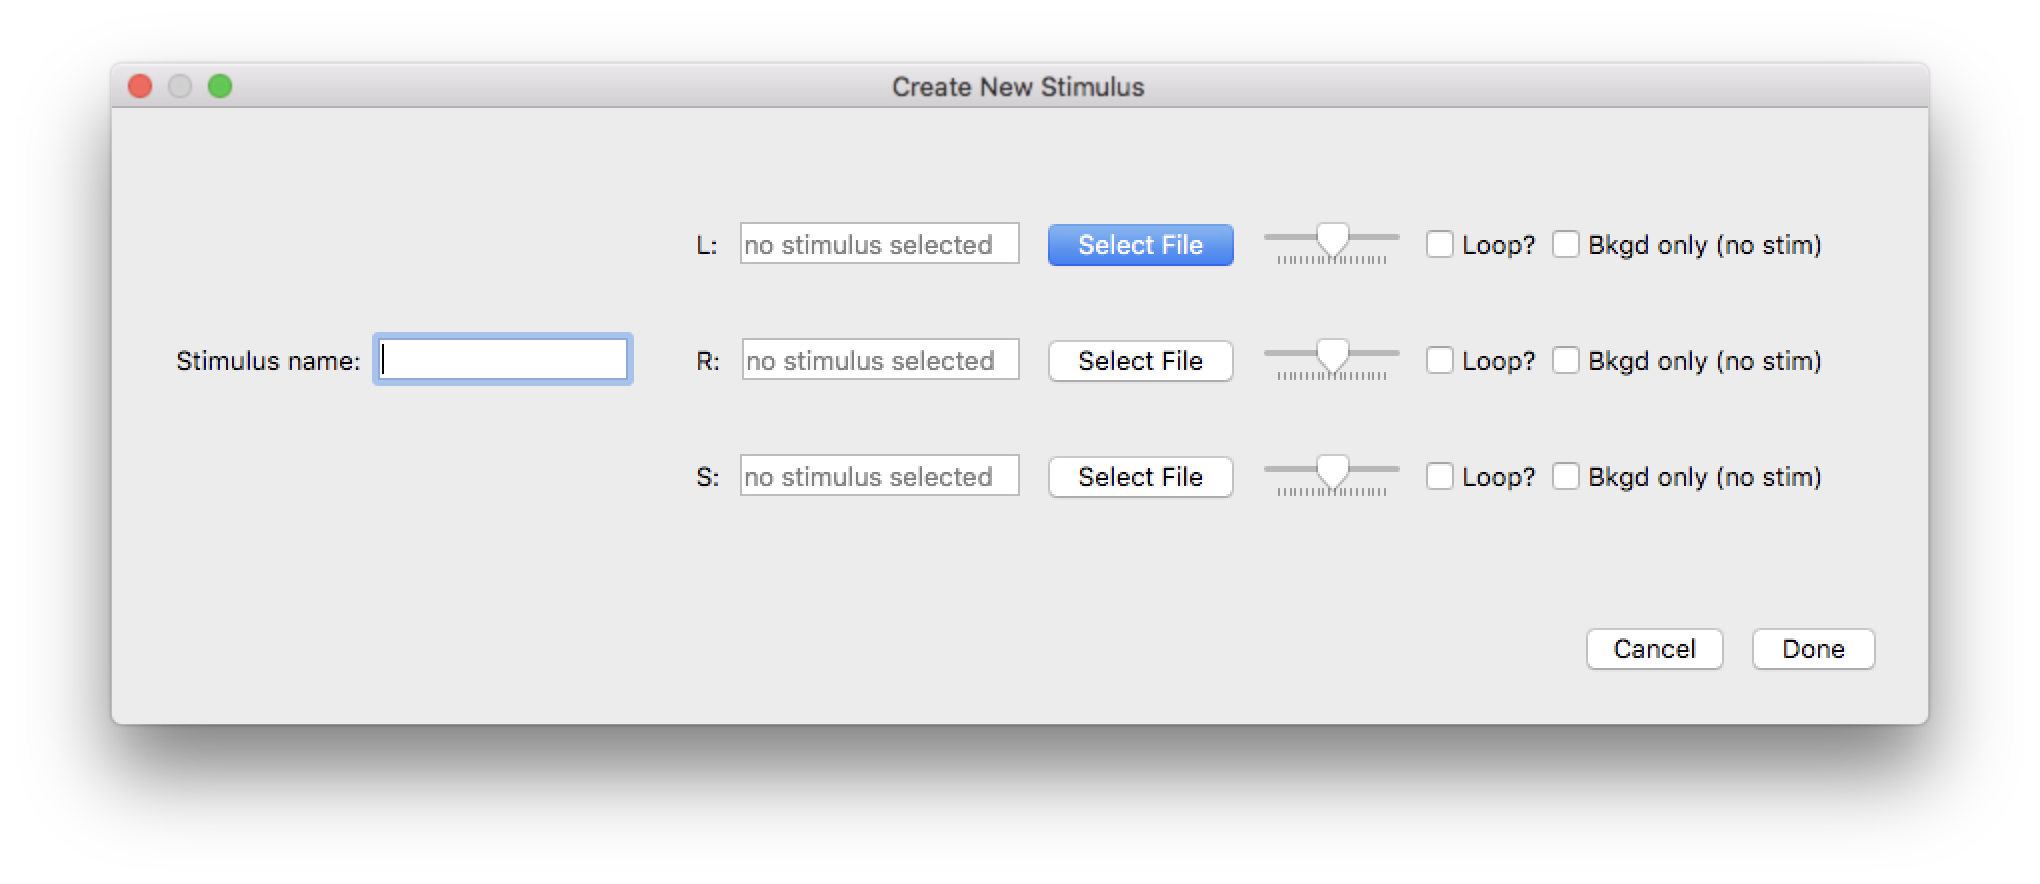 Create New Stimulus
L: no stimulus selected Select File Loop? Bkgd only (no stim)
Stimulus name: R: no stimulus selected Select File Loop? Bkgd only (no stim)
S: no stimulus selected Select File Loop? Bkgd only (no stim)
Cancel Done